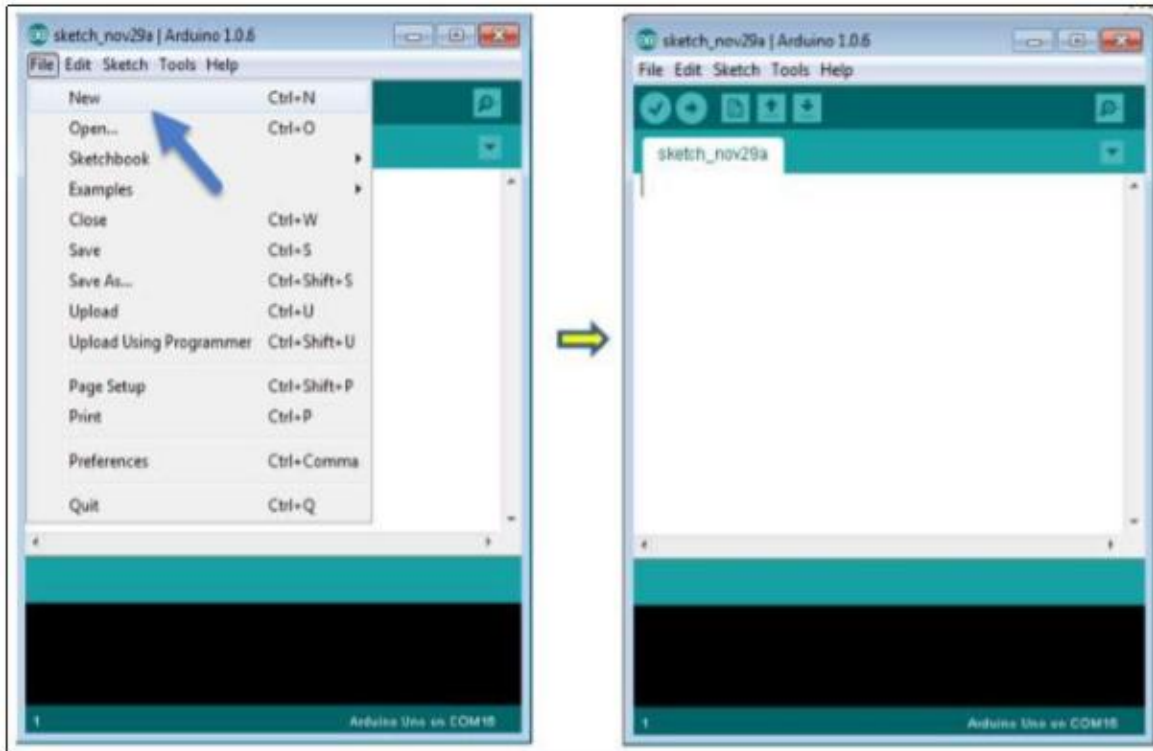 sketch_nov29a | Arduino 1.0.6
File Edit Sketch Tools Help
New Ctrl+N
Open... Ctrl+O
Sketchbook
Examples
Close Ctrl+W
Save Ctrl+S
Save As... Ctrl+Shift+S
Upload Ctrl+U
Upload Using Programmer Ctrl+Shift+U
Page Setup Ctrl+Shift+P
Print Ctrl+P
Preferences Ctrl+Comma
Quit Ctrl+Q
1 Arduino Uno on COM16
sketch_nov29a | Arduino 1.0.6
File Edit Sketch Tools Help
sketch_nov29a
1 Arduino Uno on COM16